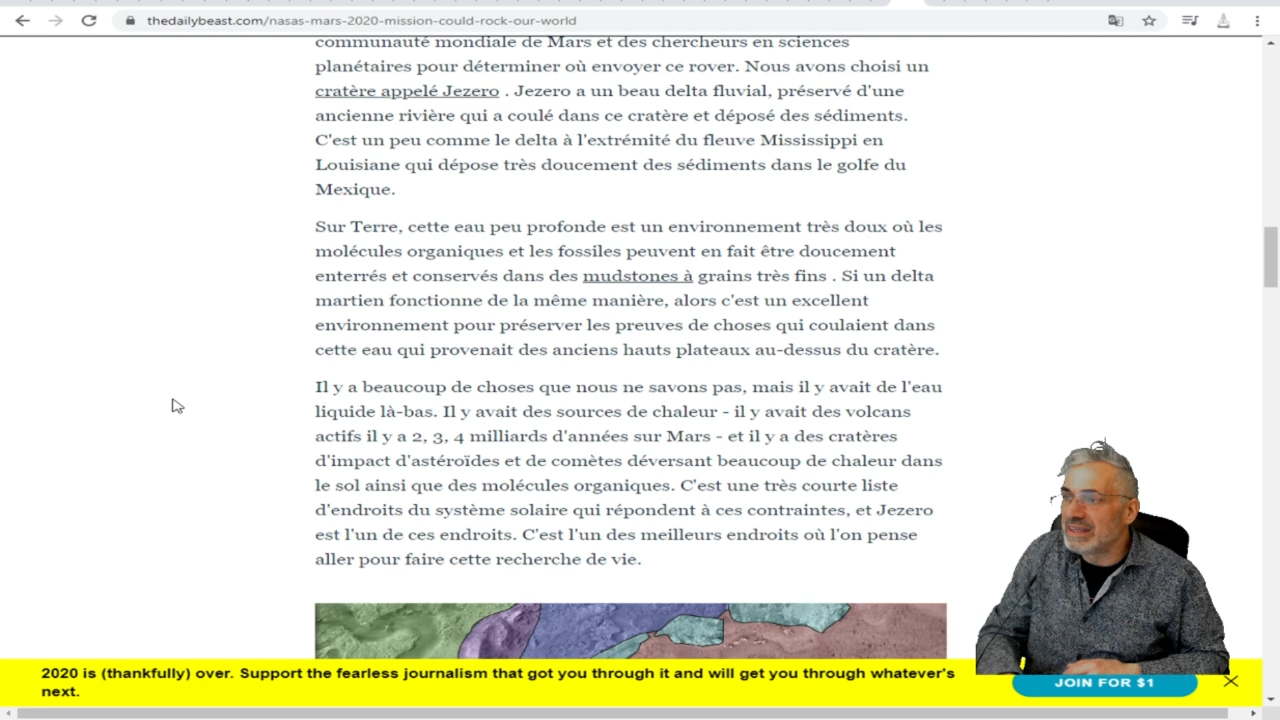 thedailybeast.com/nasas-mars-2020-mission-could-rock-our-world
communauté mondiale de Mars et des chercheurs en sciences
planétaires pour déterminer où envoyer ce rover. Nous avons choisi un
cratère appelé Jezero . Jezero a un beau delta fluvial, préservé d'une
ancienne rivière qui a coulé dans ce cratère et déposé des sédiments.
C'est un peu comme le delta à l'extrémité du fleuve Mississippi en
Louisiane qui dépose très doucement des sédiments dans le golfe du
Mexique.
Sur Terre, cette eau peu profonde est un environnement très doux où les
molécules organiques et les fossiles peuvent en fait être doucement
enterrés et conservés dans des mudstones à grains très fins . Si un delta
martien fonctionne de la même manière, alors c'est un excellent
environnement pour préserver les preuves de choses qui coulaient dans
cette eau qui provenait des anciens hauts plateaux au-dessus du cratère.
Il y a beaucoup de choses que nous ne savons pas, mais il y avait de l'eau
liquide là-bas. Il y avait des sources de chaleur - il y avait des volcans
actifs il y a 2, 3, 4 milliards d'années sur Mars - et il y a des cratères
d'impact d'astéroïdes et de comètes déversant beaucoup de chaleur dans
le sol ainsi que des molécules organiques. C'est une très courte liste
d'endroits du système solaire qui répondent à ces contraintes, et Jezero
est l'un de ces endroits. C'est l'un des meilleurs endroits où l'on pense
aller pour faire cette recherche de vie.
2020 is (thankfully) over. Support the fearless journalism that got you through it and will get you through whatever's
next.
JOIN FOR $1